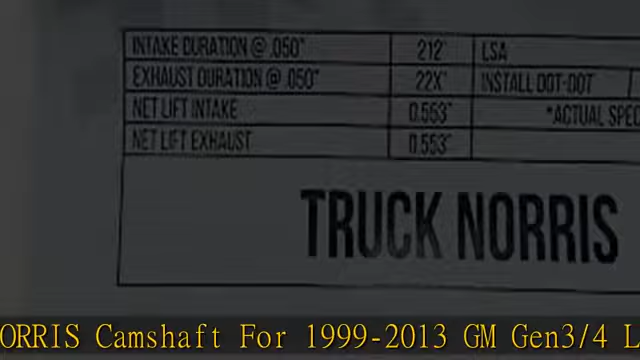 INTAKE DURATION @ .050" 212° LSA
EXHAUST DURATION @ .050" 22X° INSTALL DOT-DOT
NET LIFT INTAKE 0.553" *ACTUAL SPEC
NET LIFT EXHAUST 0.553"
TRUCK NORRIS
ORRIS Camshaft For 1999-2013 GM Gen3/4 L